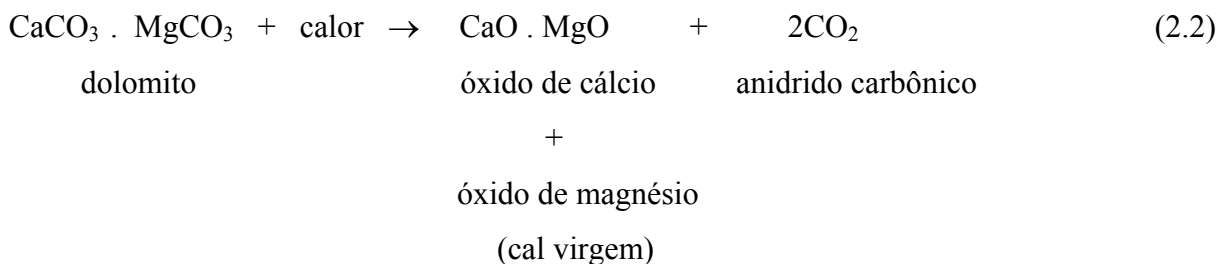 CaCO₃ . MgCO₃ + calor → CaO . MgO + 2CO₂ (2.2)
dolomito óxido de cálcio anidrido carbônico
+
óxido de magnésio
(cal virgem)